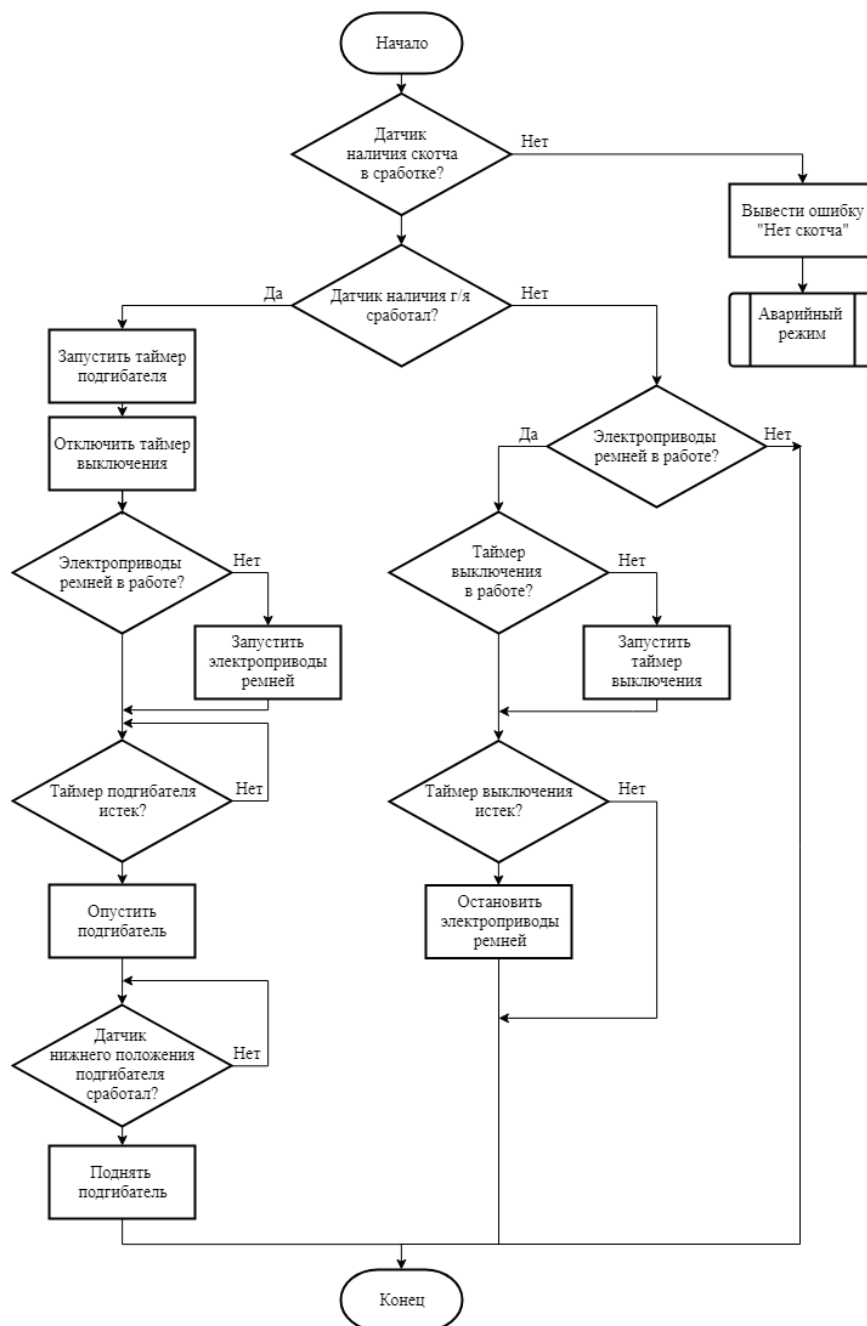 Начало
Датчик
наличия скотча
в сработке?
Нет
Вывести ошибку
"Нет скотча"
Аварийный
режим
Датчик наличия г/я
сработал?
Да
Нет
Запустить таймер
подгибателя
Отключить таймер
выключения
Электроприводы
ремней в работе?
Да
Нет
Электроприводы
ремней в работе?
Нет
Запустить
электроприводы
ремней
Таймер
выключения
в работе?
Нет
Запустить
таймер
выключения
Таймер подгибателя
истек?
Нет
Таймер выключения
истек?
Нет
Опустить
подгибатель
Остановить
электроприводы
ремней
Датчик
нижнего положения
подгибателя
сработал?
Нет
Поднять
подгибатель
Конец